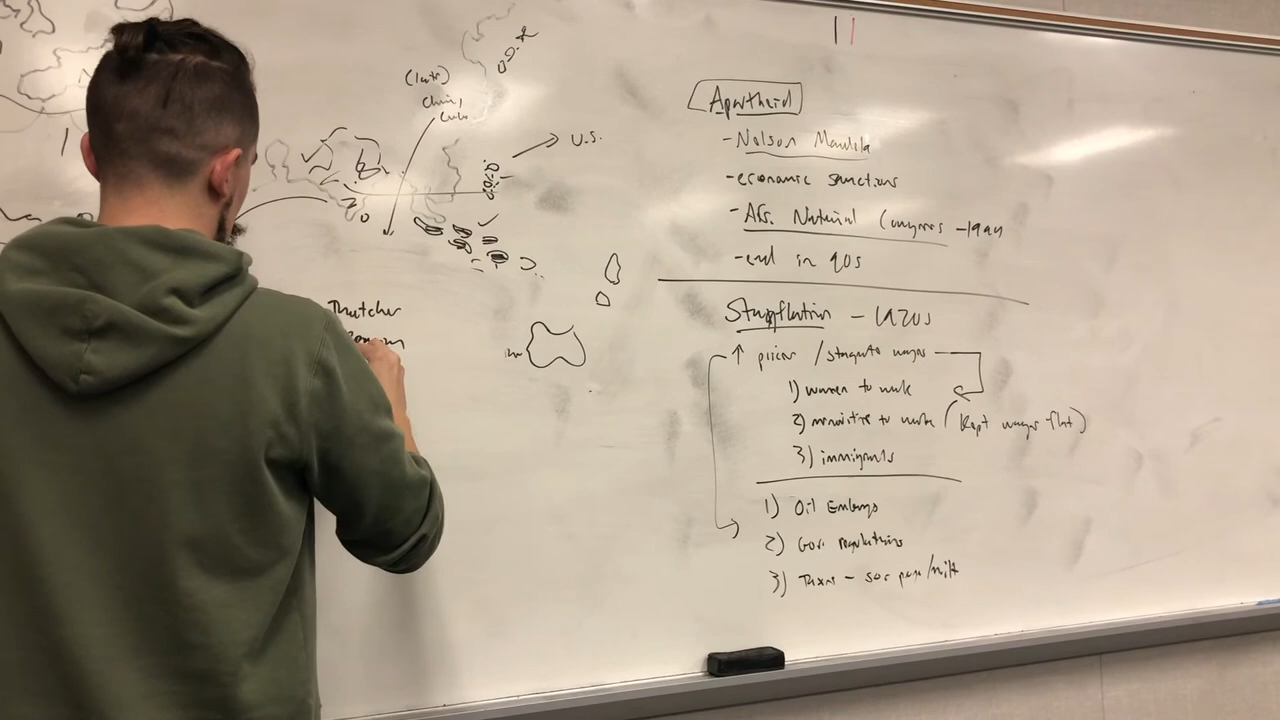 (late)
China,
Cuba
U.S.
Thatcher
Apartheid
- Nelson Mandela
- economic sanctions
- Afr. National Congress - 1994
- end in 90s
Stagflation - 1970s
↑ prices / stagnate wages
1) women to work
2) minorities to work (kept wages flat)
3) immigrants
1) Oil Embargo
2) Gov. regulations
3) Taxes - soc prog/milit